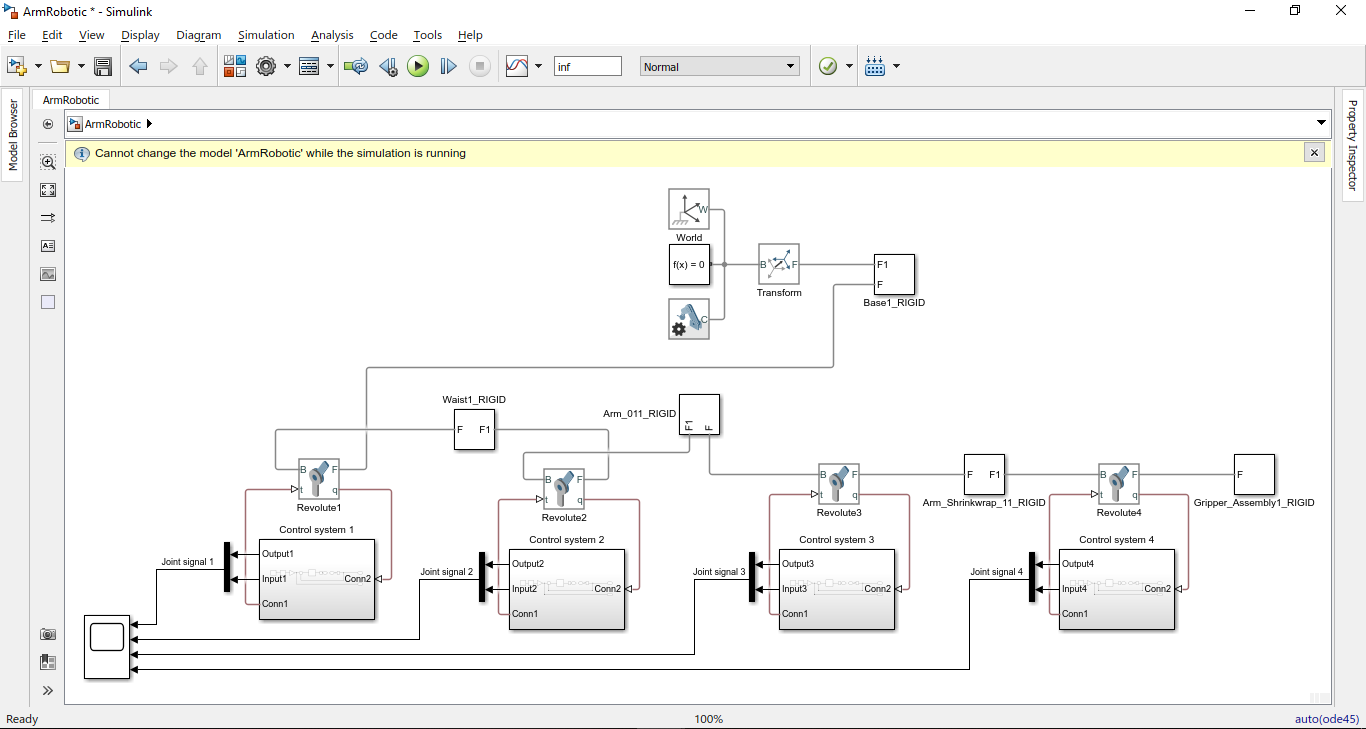 ArmRobotic * - Simulink
File Edit View Display Diagram Simulation Analysis Code Tools Help
inf
Normal
Model Browser
ArmRobotic
Property Inspector
ArmRobotic
Cannot change the model 'ArmRobotic' while the simulation is running
W
World
f(x) = 0
B F
Transform
F1
F
Base1_RIGID
C
Waist1_RIGID
F F1
Arm_011_RIGID
F1 F
B F
t q
Revolute1
B F
t q
Revolute2
B F
t q
Revolute3
F F1
Arm_Shrinkwrap_11_RIGID
B F
t q
Revolute4
F
Gripper_Assembly1_RIGID
Control system 1
Joint signal 1
Output1
Input1 Conn2
Conn1
Control system 2
Joint signal 2
Output2
Input2 Conn2
Conn1
Control system 3
Joint signal 3
Output3
Input3 Conn2
Conn1
Control system 4
Joint signal 4
Output4
Input4 Conn2
Conn1
Ready 100% auto(ode45)